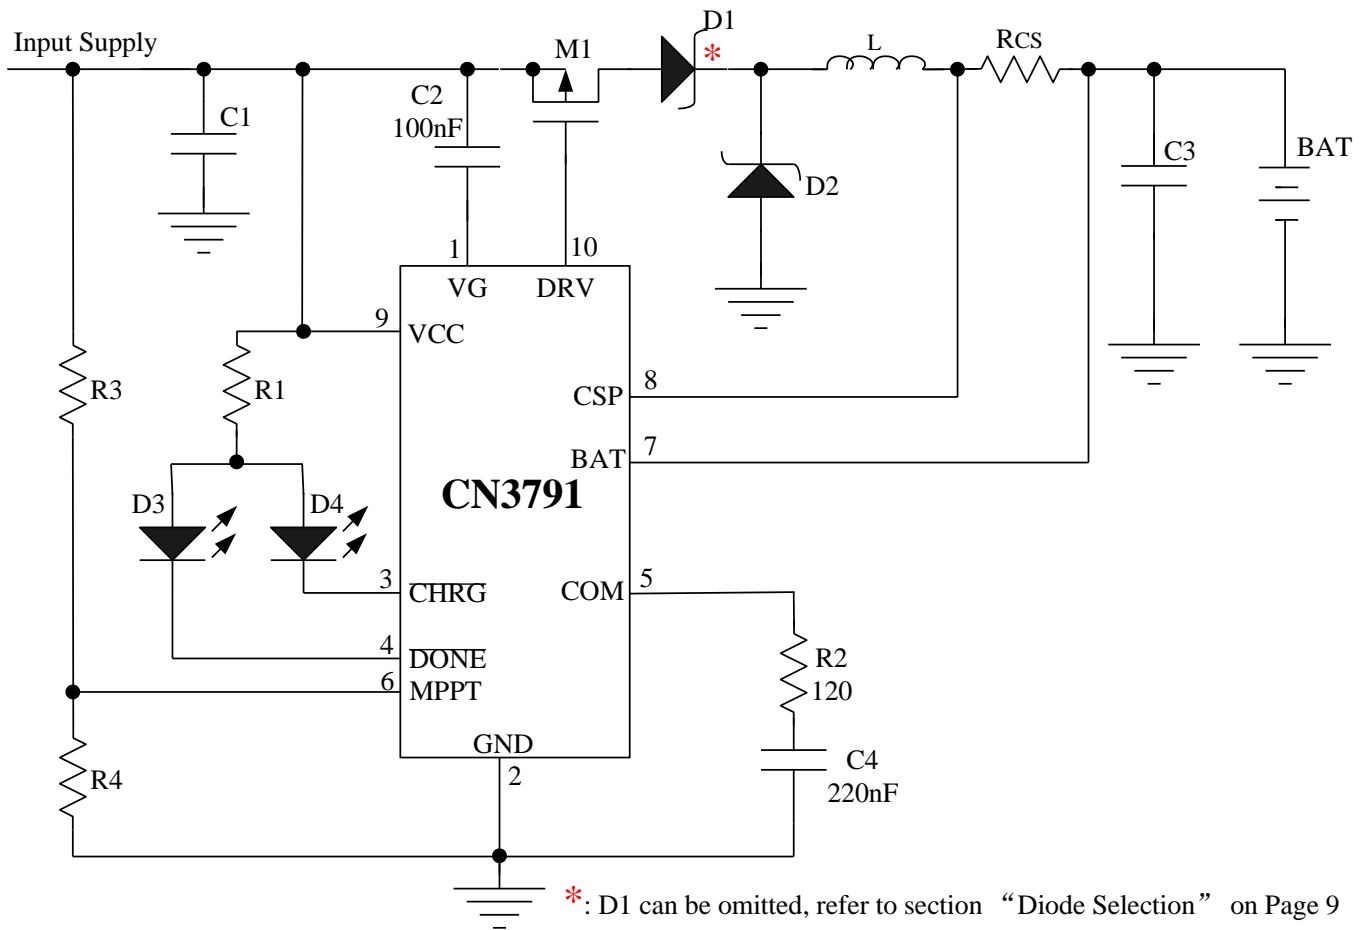 D1
Input Supply
M1
*
L
RCS
C2
100nF
C1
C3
BAT
D2
1
10
VG
DRV
9
VCC
R3
R1
8
CSP
7
BAT
CN3791
D3
D4
3
CHRG
5
COM
4
DONE
6
MPPT
R2
120
GND
2
R4
C4
220nF
*: D1 can be omitted, refer to section “Diode Selection” on Page 9